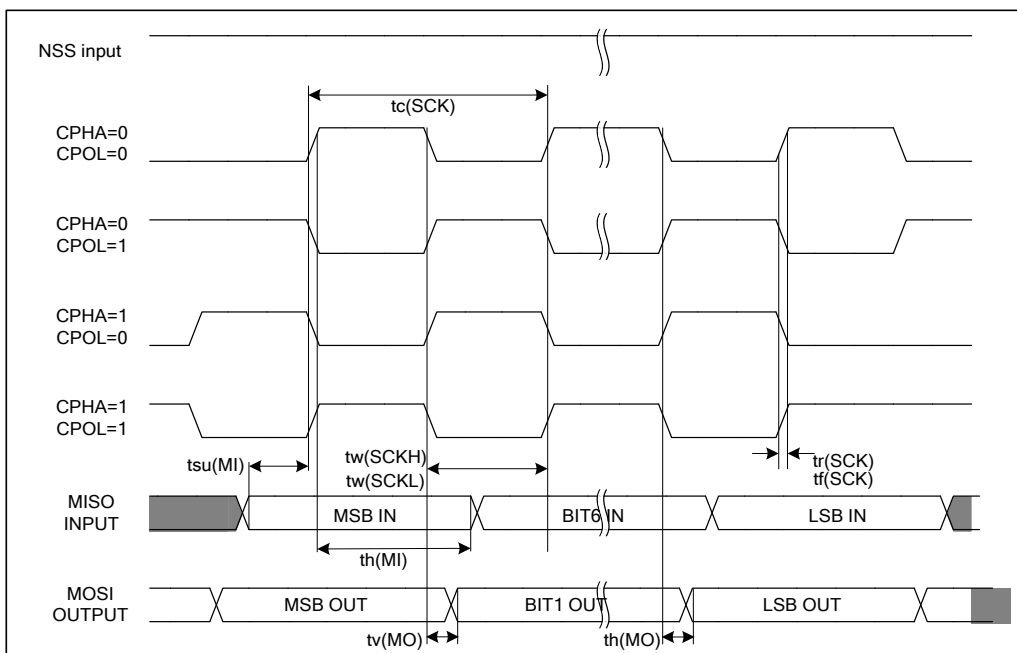 NSS input
tc(SCK)
CPHA=0
CPOL=0
CPHA=0
CPOL=1
CPHA=1
CPOL=0
CPHA=1
CPOL=1
tsu(MI)
tw(SCKH)
tw(SCKL)
tr(SCK)
tf(SCK)
MISO
INPUT
MSB IN
BIT6 IN
LSB IN
th(MI)
MOSI
OUTPUT
MSB OUT
BIT1 OUT
LSB OUT
tv(MO)
th(MO)